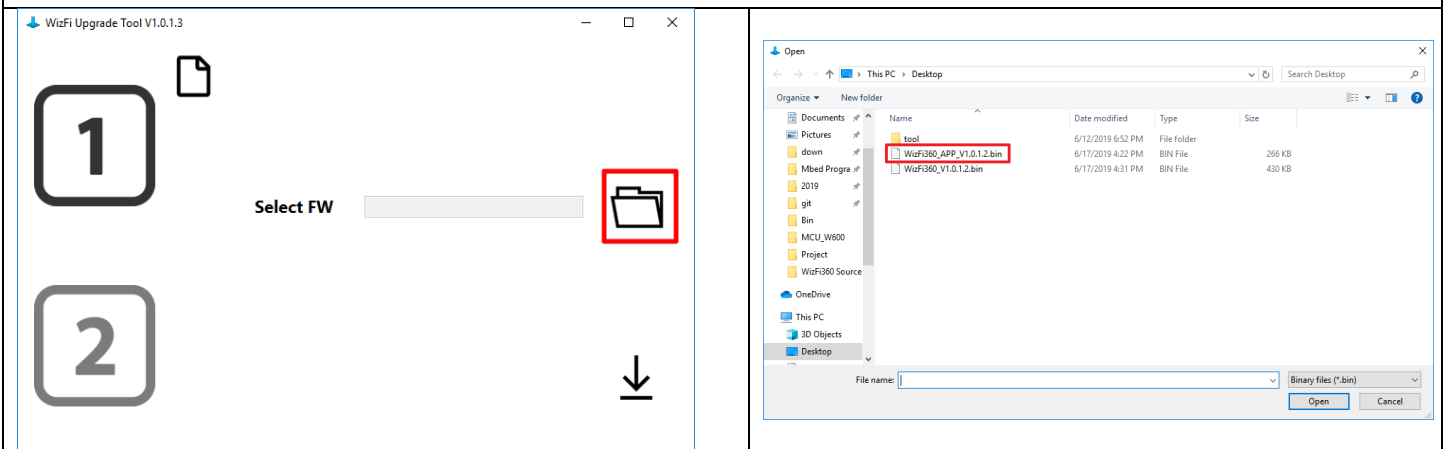 WizFi Upgrade Tool V1.0.1.3
1
Select FW
2
Open
This PC > Desktop
Search Desktop
Organize
New folder
Documents
Pictures
down
Mbed Progra
2019
git
Bin
MCU_W600
Project
WizFi360 Source
OneDrive
This PC
3D Objects
Desktop
Name Date modified Type Size
tool 6/12/2019 6:52 PM File folder
WizFi360_APP_V1.0.1.2.bin 6/17/2019 4:22 PM BIN File 266 KB
WizFi360_V1.0.1.2.bin 6/17/2019 4:31 PM BIN File 430 KB
File name:
Binary files (*.bin)
Open
Cancel